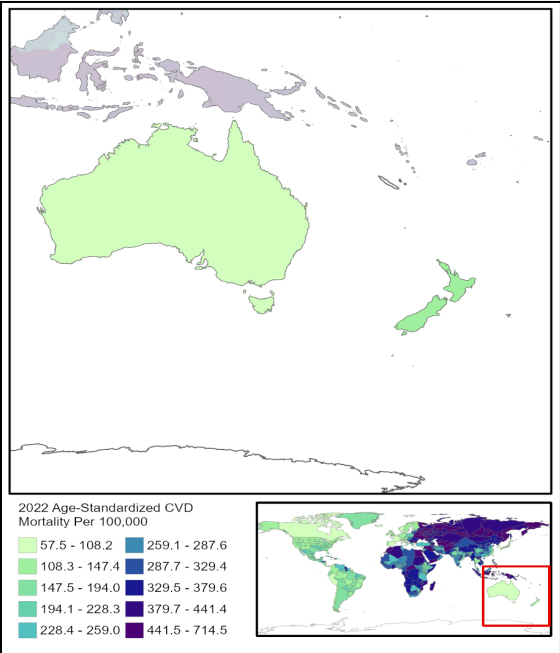 2022 Age-Standardized CVD
Mortality Per 100,000
57.5 - 108.2
108.3 - 147.4
147.5 - 194.0
194.1 - 228.3
228.4 - 259.0
259.1 - 287.6
287.7 - 329.4
329.5 - 379.6
379.7 - 441.4
441.5 - 714.5